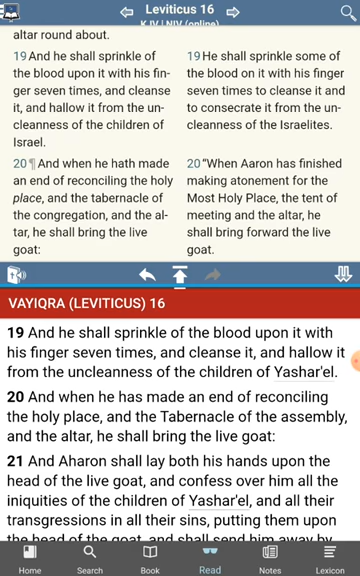 Leviticus 16
KJV | NIV (online)
altar round about.
19 And he shall sprinkle of
the blood upon it with his fin-
ger seven times, and cleanse
it, and hallow it from the un-
cleanness of the children of
Israel.
20 ¶ And when he hath made
an end of reconciling the holy
place, and the tabernacle of
the congregation, and the al-
tar, he shall bring the live
goat:
19 He shall sprinkle some of
the blood on it with his finger
seven times to cleanse it and
to consecrate it from the un-
cleanness of the Israelites.
20 “When Aaron has finished
making atonement for the
Most Holy Place, the tent of
meeting and the altar, he
shall bring forward the live
goat.
VAYIQRA (LEVITICUS) 16
19 And he shall sprinkle of the blood upon it with
his finger seven times, and cleanse it, and hallow it
from the uncleanness of the children of Yashar'el.
20 And when he has made an end of reconciling
the holy place, and the Tabernacle of the assembly,
and the altar, he shall bring the live goat:
21 And Aharon shall lay both his hands upon the
head of the live goat, and confess over him all the
iniquities of the children of Yashar'el, and all their
transgressions in all their sins, putting them upon
the head of the goat, and shall send him away by
Home
Search
Book
Read
Notes
Lexicon